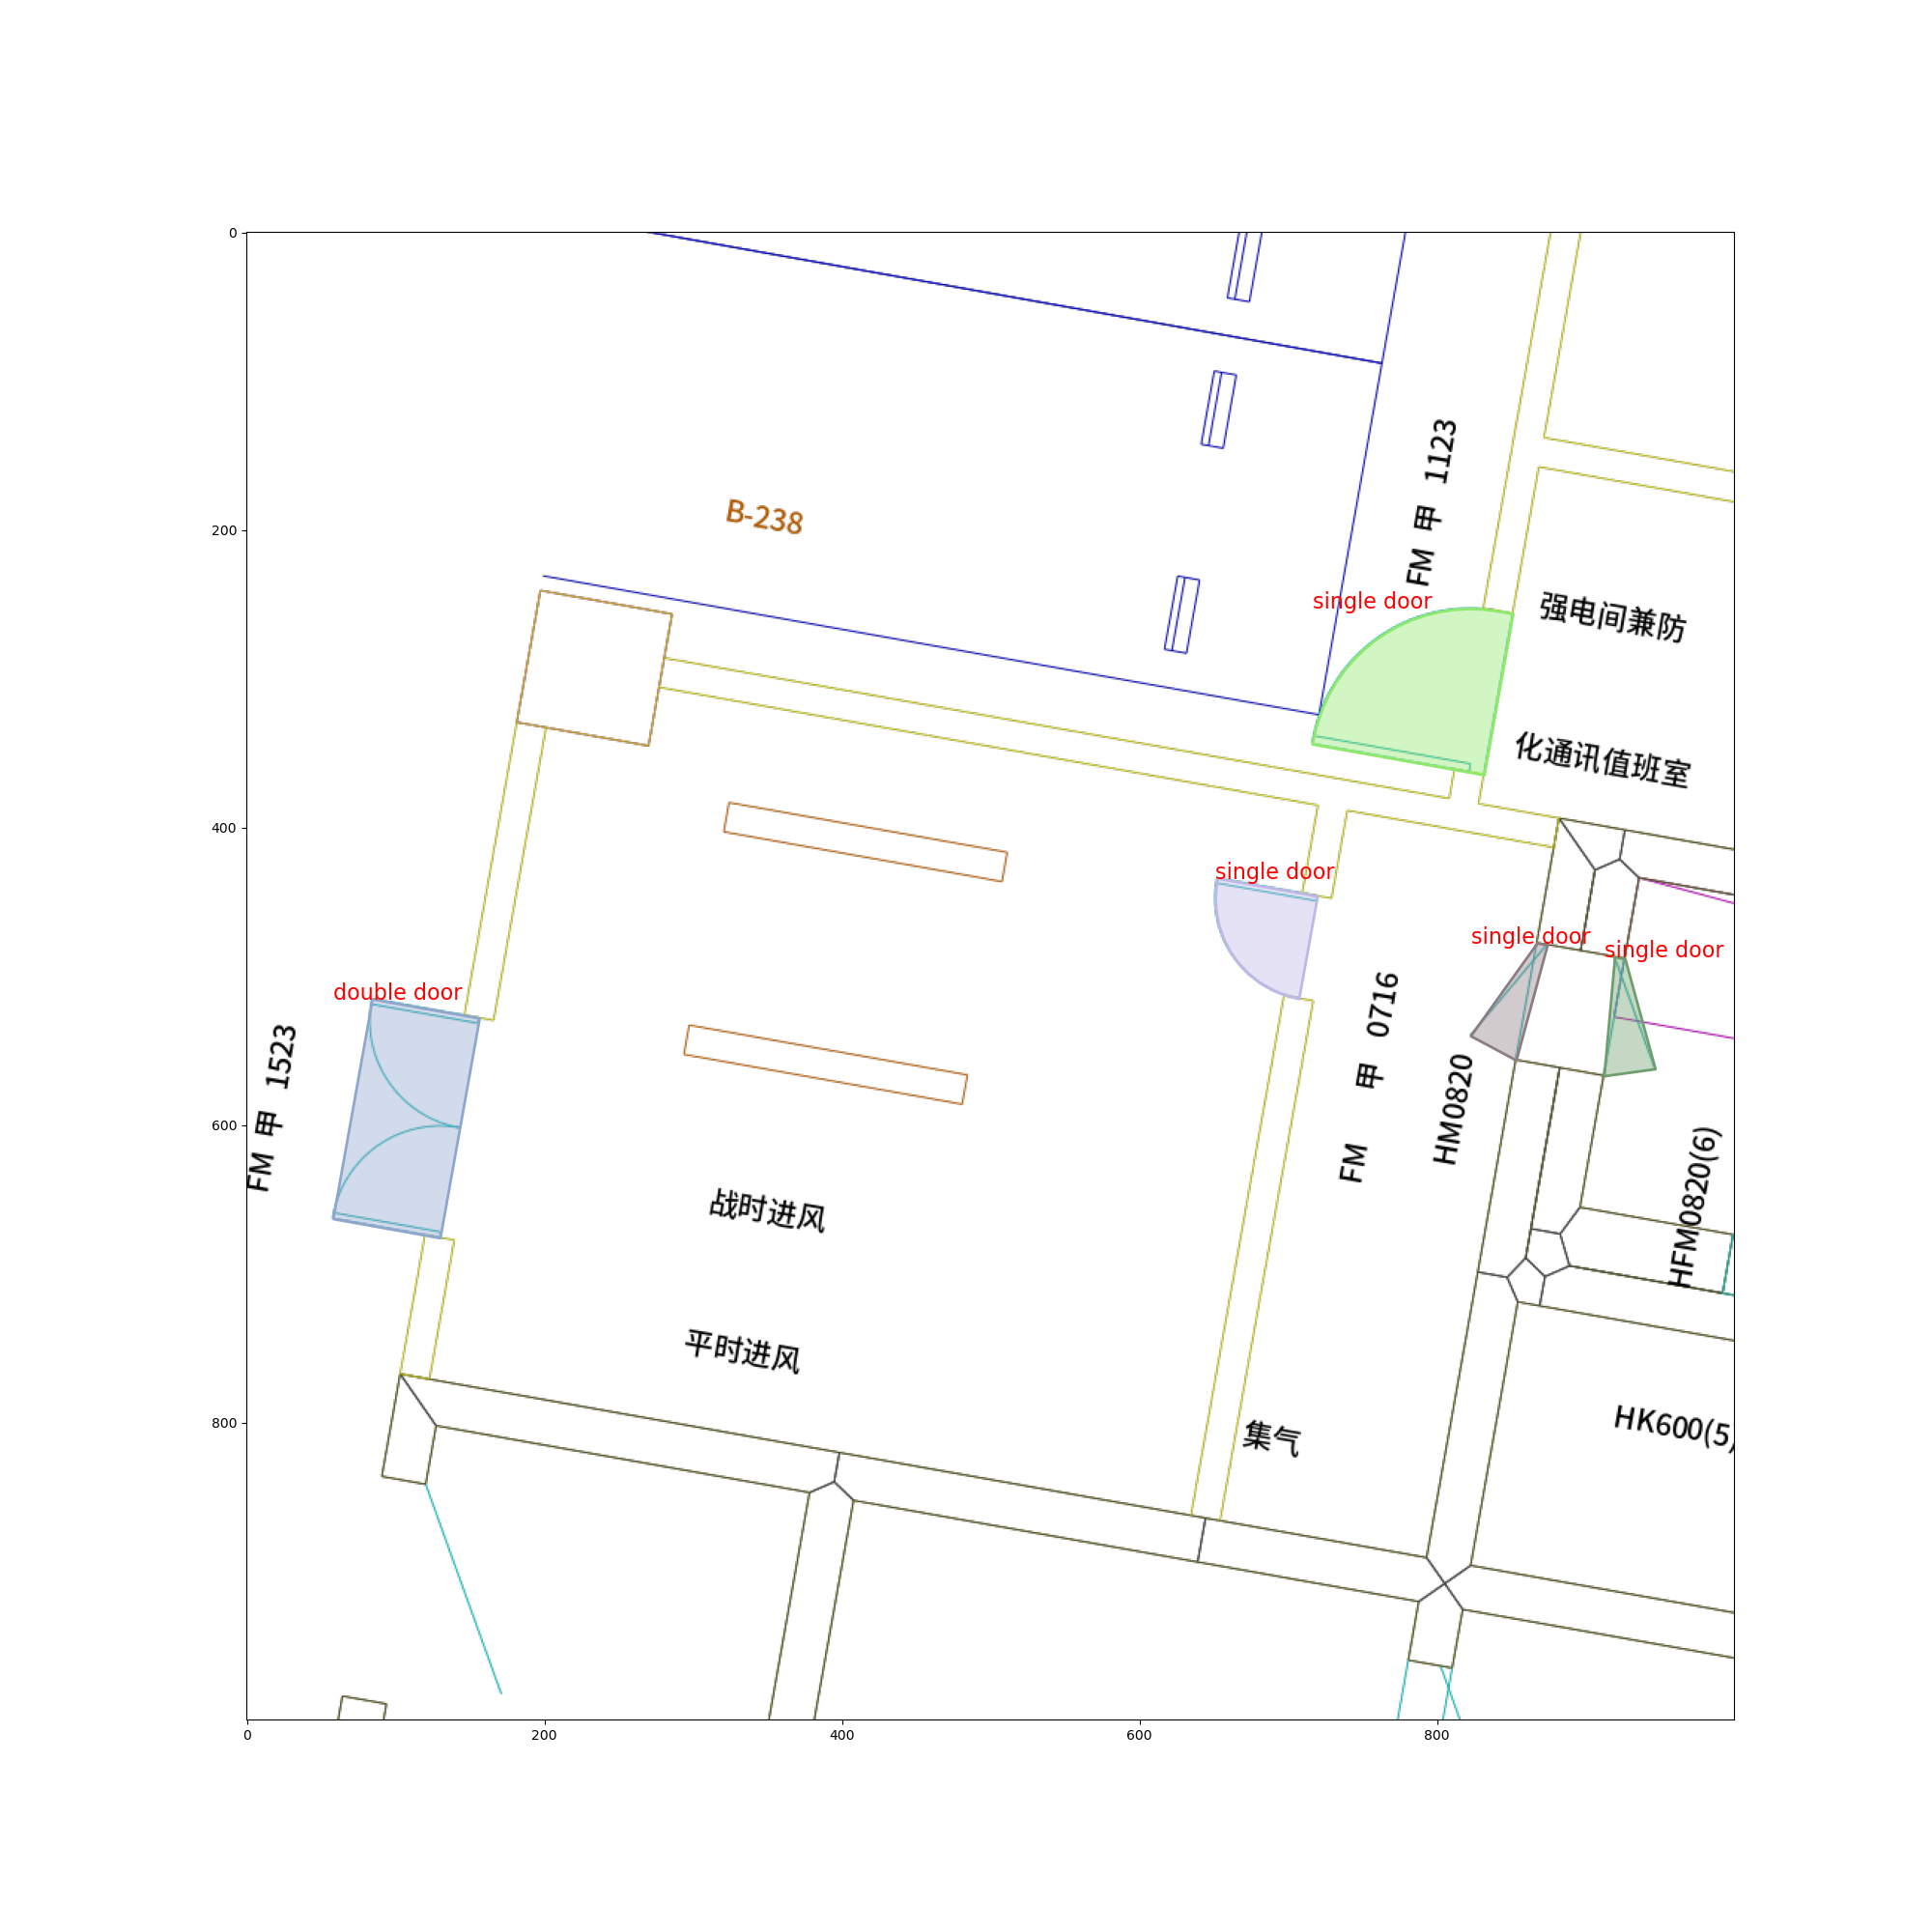 0
200
400
600
800
0
200
400
600
800
B-238
FM 甲 1123
single door
强电间兼防
化通讯值班室
single door
single door
single door
double door
FM 甲 1523
FM 甲 0716
HM0820
HFM0820(6)
战时进风
平时进风
集气
HK600(5)